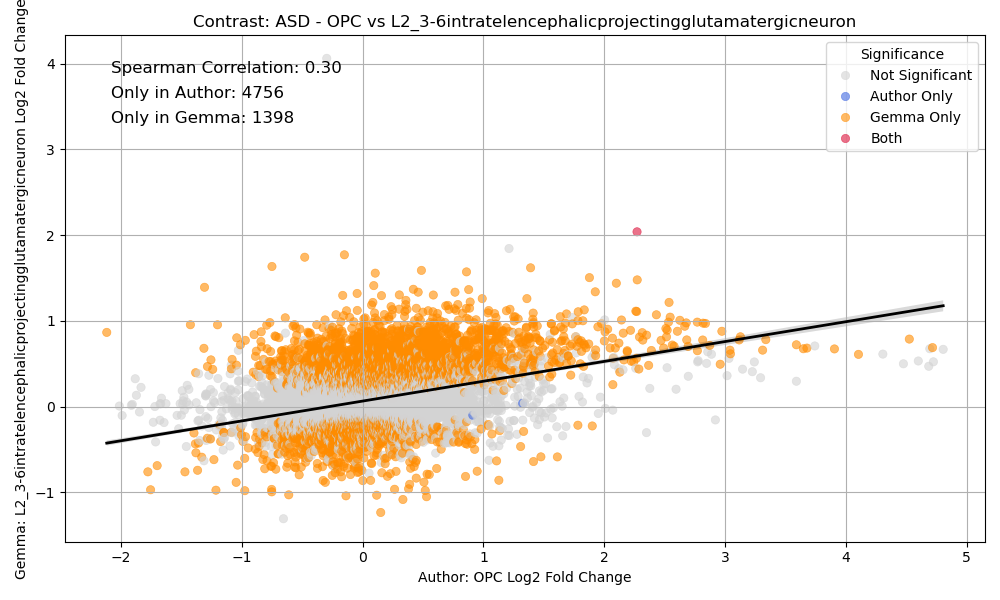 Contrast: ASD - OPC vs L2_3-6intratelencephalicprojectingglutamatergicneuron
Gemma: L2_3-6intratelencephalicprojectingglutamatergicneuron Log2 Fold Change
Spearman Correlation: 0.30
Only in Author: 4756
Only in Gemma: 1398
Significance
Not Significant
Author Only
Gemma Only
Both
4
3
2
1
0
−1
−2
−1
0
1
2
3
4
5
Author: OPC Log2 Fold Change